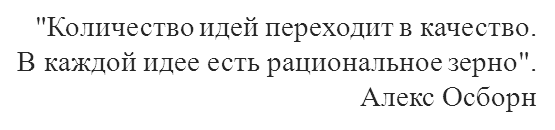 "Количество идей переходит в качество.
В каждой идее есть рациональное зерно".
Алекс Осборн